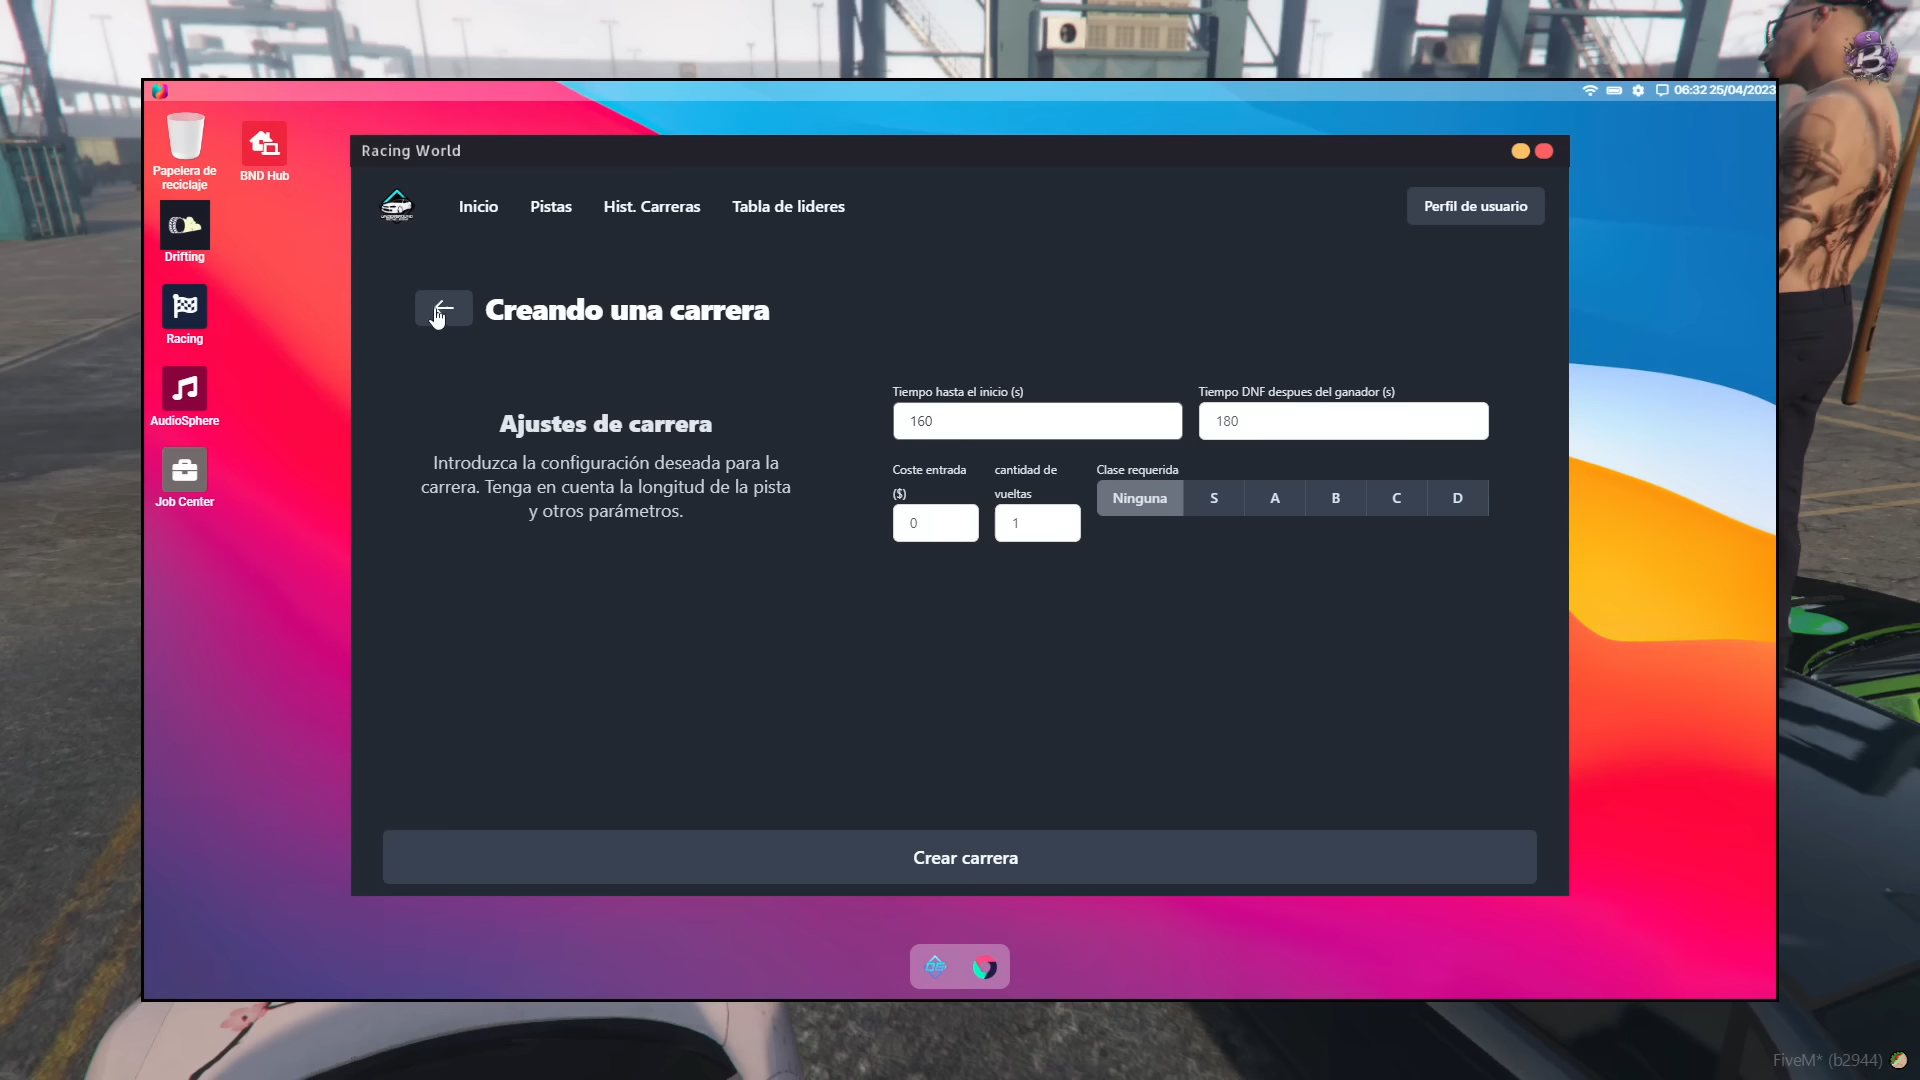 06:32 25/04/2023
Papelera de
reciclaje
BND Hub
Drifting
Racing
AudioSphere
Job Center
Racing World
Inicio
Pistas
Hist. Carreras
Tabla de lideres
Perfil de usuario
Creando una carrera
Ajustes de carrera
Introduzca la configuración deseada para la
carrera. Tenga en cuenta la longitud de la pista
y otros parámetros.
Tiempo hasta el inicio (s)
160
Tiempo DNF despues del ganador (s)
180
Coste entrada
($)
0
cantidad de
vueltas
1
Clase requerida
Ninguna
S
A
B
C
D
Crear carrera
FiveM* (b2944)